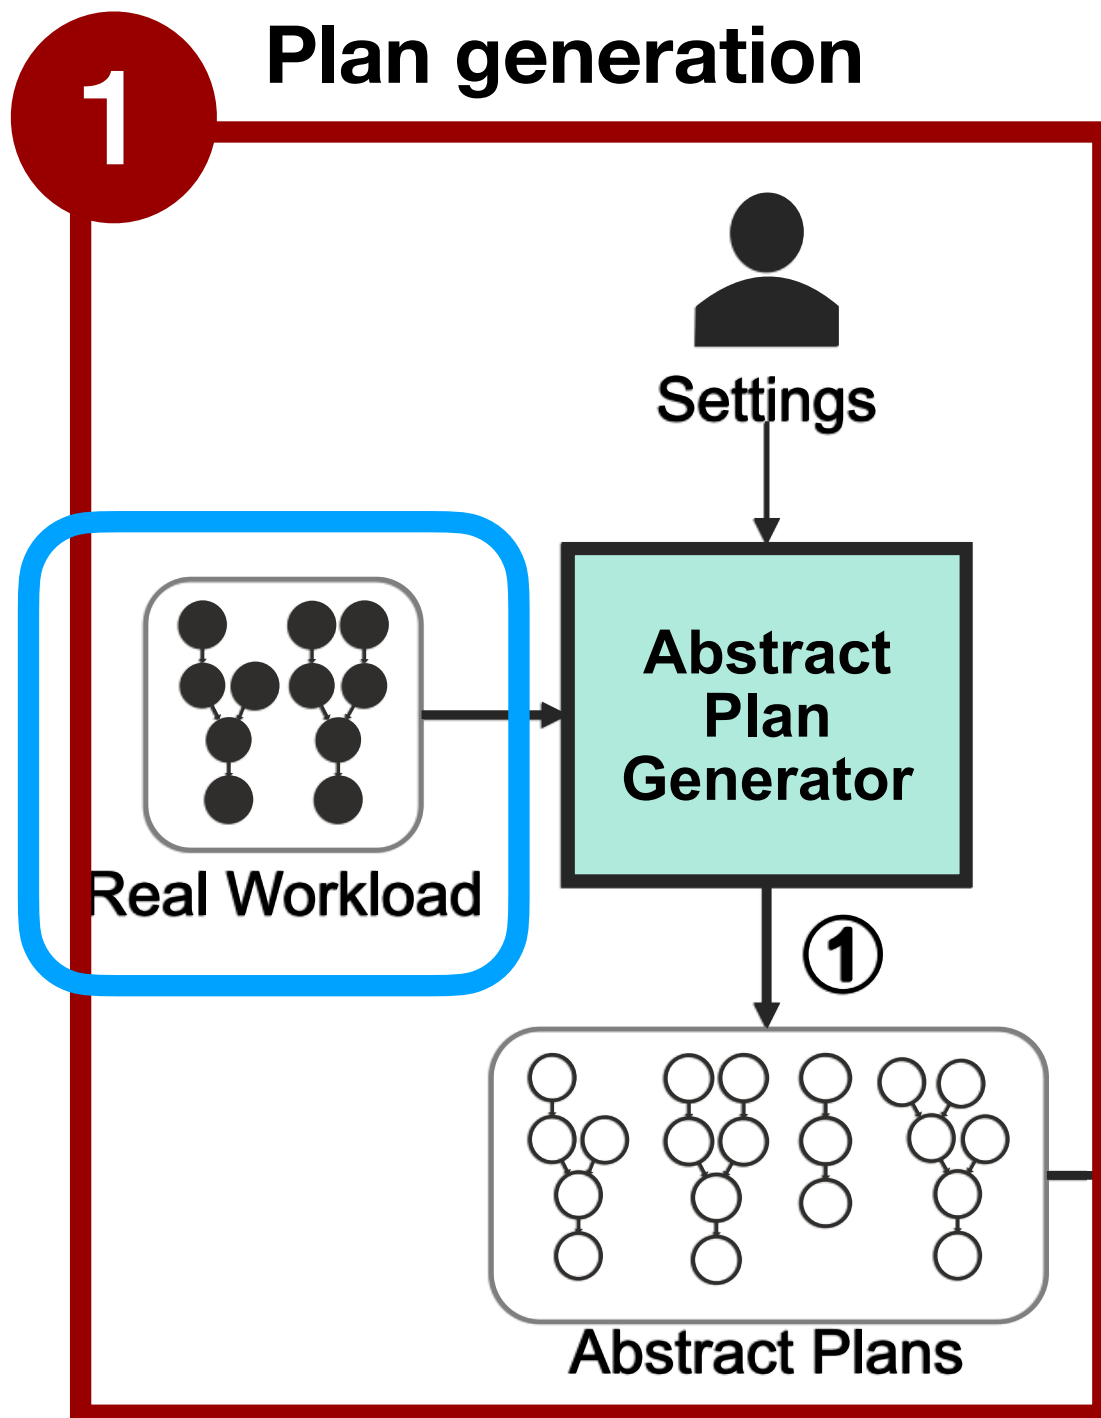 Plan generation
1
Settings
Abstract
Plan
Generator
Real Workload
①
Abstract Plans